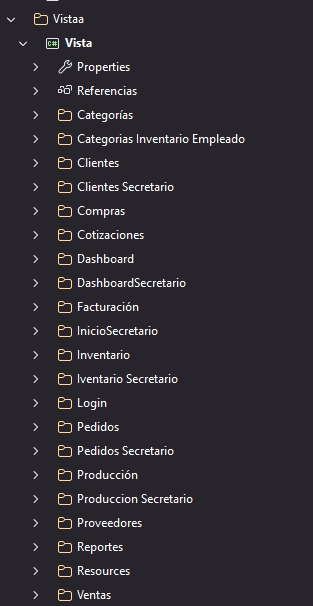 Vistaa
C# Vista
Properties
Referencias
Categorías
Categorias Inventario Empleado
Clientes
Clientes Secretario
Compras
Cotizaciones
Dashboard
DashboardSecretario
Facturación
InicioSecretario
Inventario
Iventario Secretario
Login
Pedidos
Pedidos Secretario
Producción
Produccion Secretario
Proveedores
Reportes
Resources
Ventas